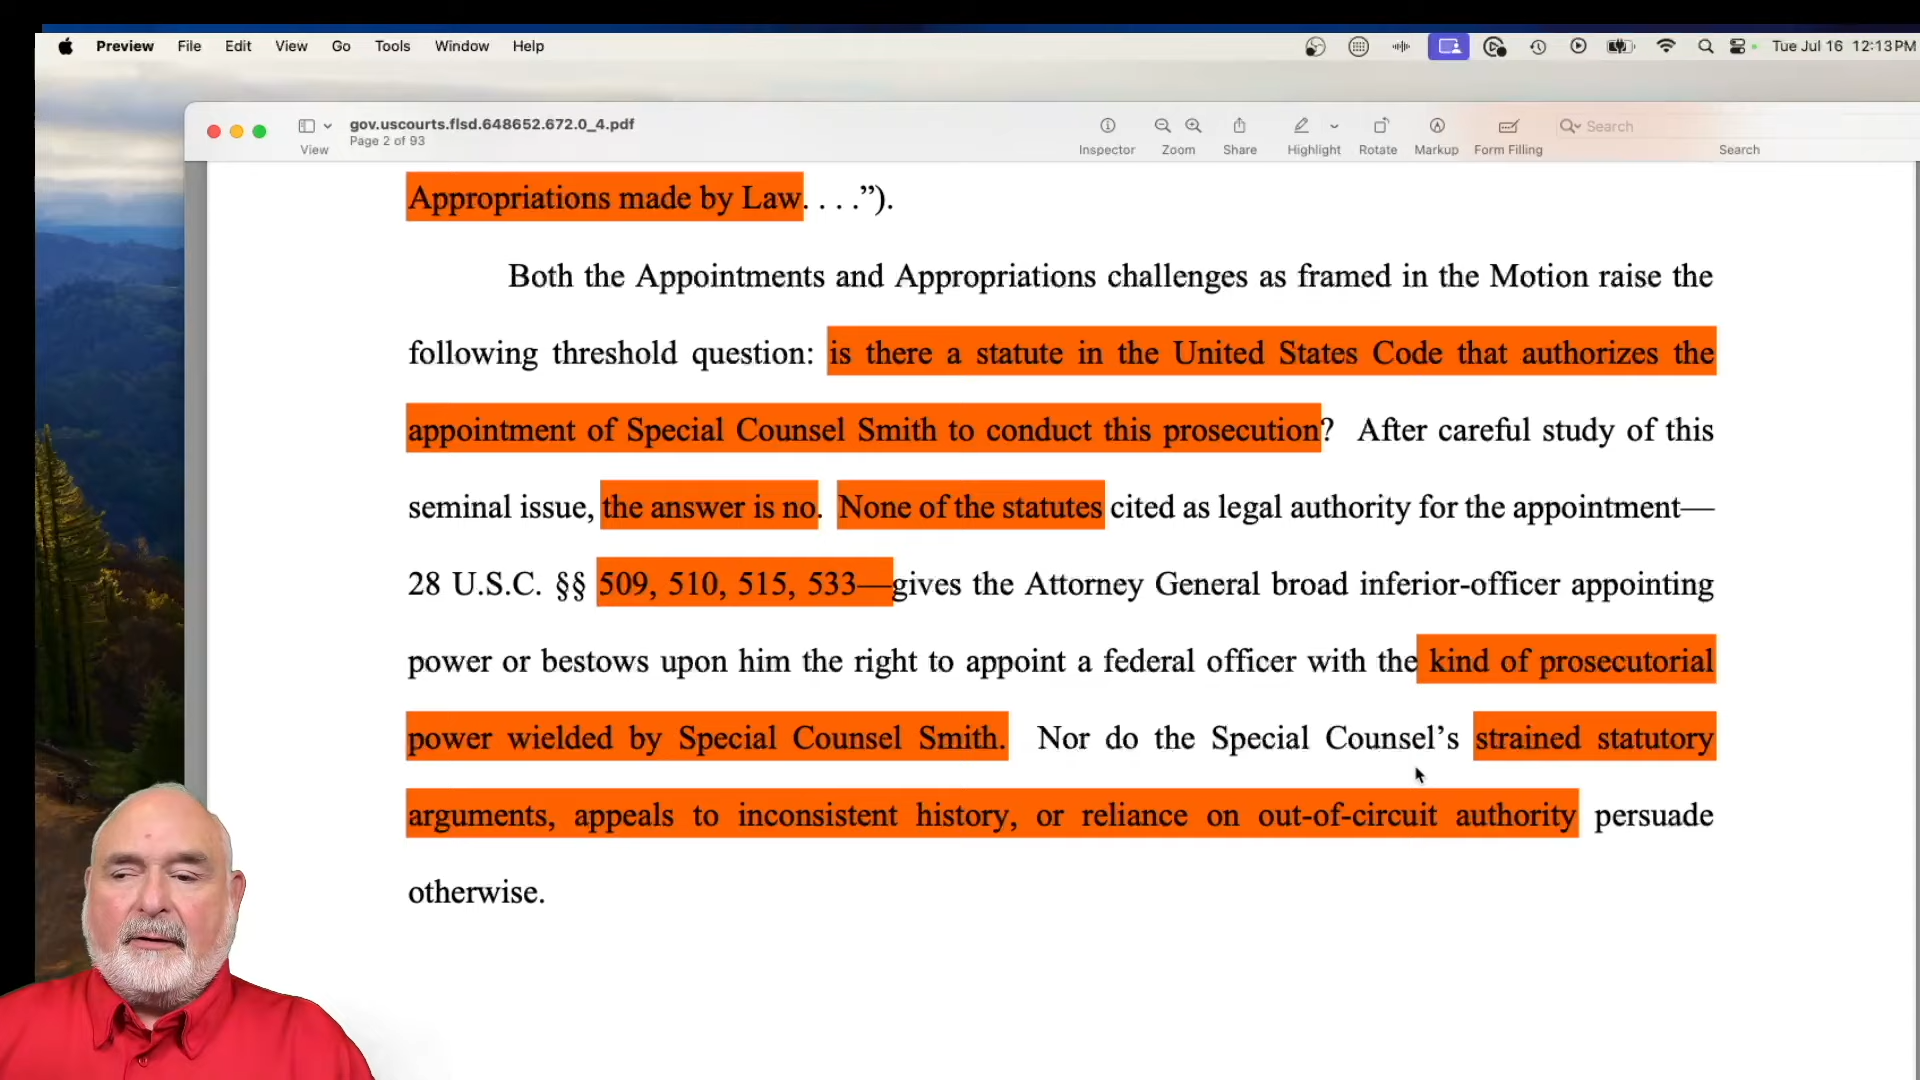 Preview File Edit View Go Tools Window Help Tue Jul 16 12:13 PM
gov.uscourts.flsd.648652.672.0_4.pdf
Page 2 of 93
View Inspector Zoom Share Highlight Rotate Markup Form Filling Search Search
Appropriations made by Law. . . .”).
Both the Appointments and Appropriations challenges as framed in the Motion raise the
following threshold question: is there a statute in the United States Code that authorizes the
appointment of Special Counsel Smith to conduct this prosecution? After careful study of this
seminal issue, the answer is no. None of the statutes cited as legal authority for the appointment—
28 U.S.C. §§ 509, 510, 515, 533—gives the Attorney General broad inferior-officer appointing
power or bestows upon him the right to appoint a federal officer with the kind of prosecutorial
power wielded by Special Counsel Smith. Nor do the Special Counsel’s strained statutory
arguments, appeals to inconsistent history, or reliance on out-of-circuit authority persuade
otherwise.